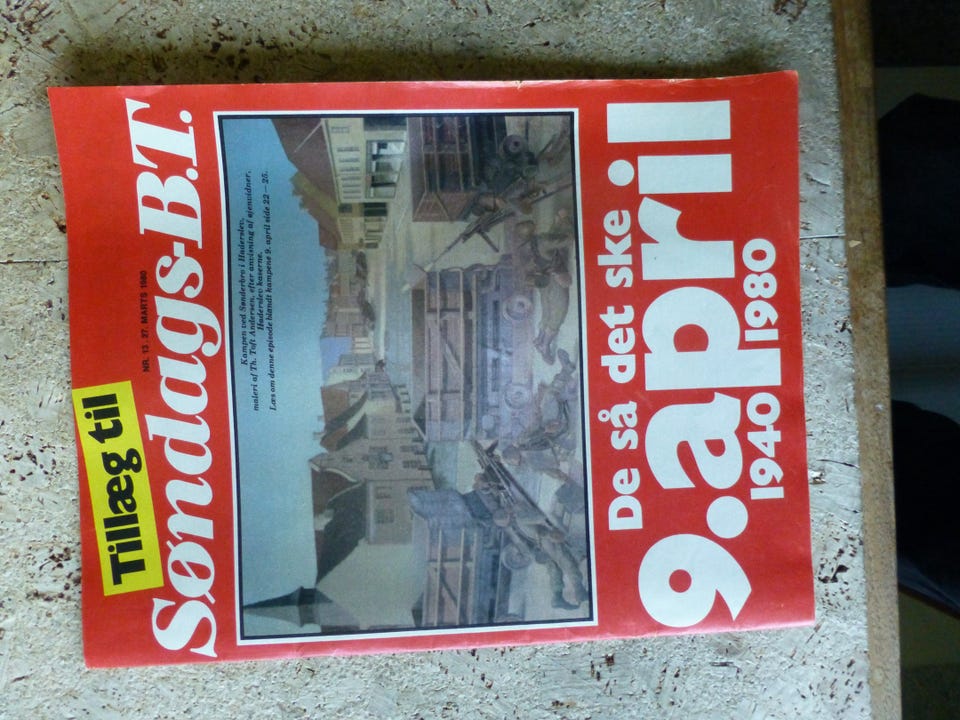 Tillæg til
Søndags-B.T.
NR. 13 . 27. MARTS 1980
Kampen ved Sønderbro i Haderslev,
maleri af Th. Toft Andersen, efter anvisning af øjenvidner.
Haderslev kaserne.
Læs om denne episode blandt kampene 9. april side 22 – 25.
De så det ske
9.april
1940 1980